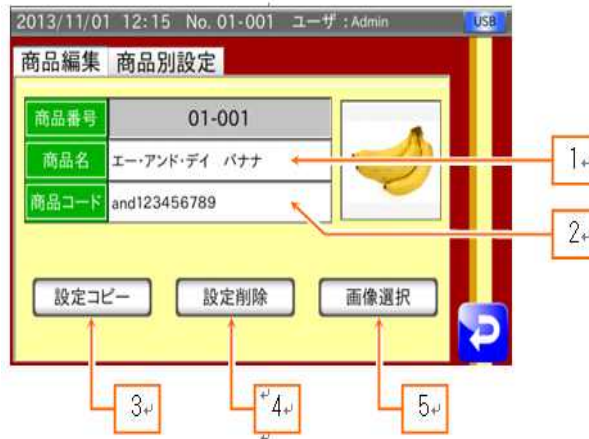 2013/11/01 12:15 No. 01-001 ユーザ : Admin USB
商品編集 商品別設定
商品番号 01-001
商品名 エー・アンド・デイ バナナ
1
商品コード and123456789
2
設定コピー 設定削除 画像選択
3 4 5